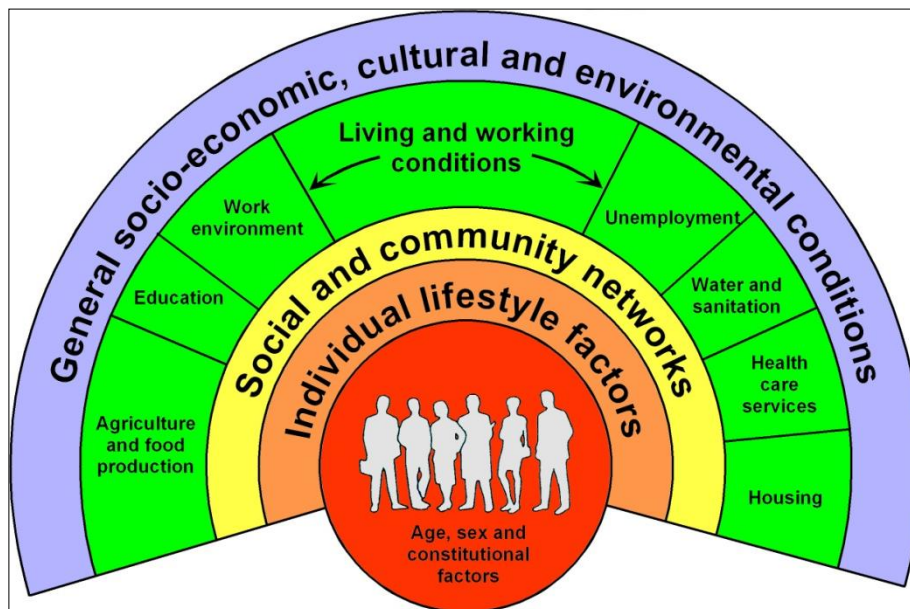 General socio-economic, cultural and environmental conditions
Living and working
conditions
Work
environment
Unemployment
Education
Water and
sanitation
Agriculture
and food
production
Health
care
services
Housing
Social and community networks
Individual lifestyle factors
Age, sex and
constitutional
factors